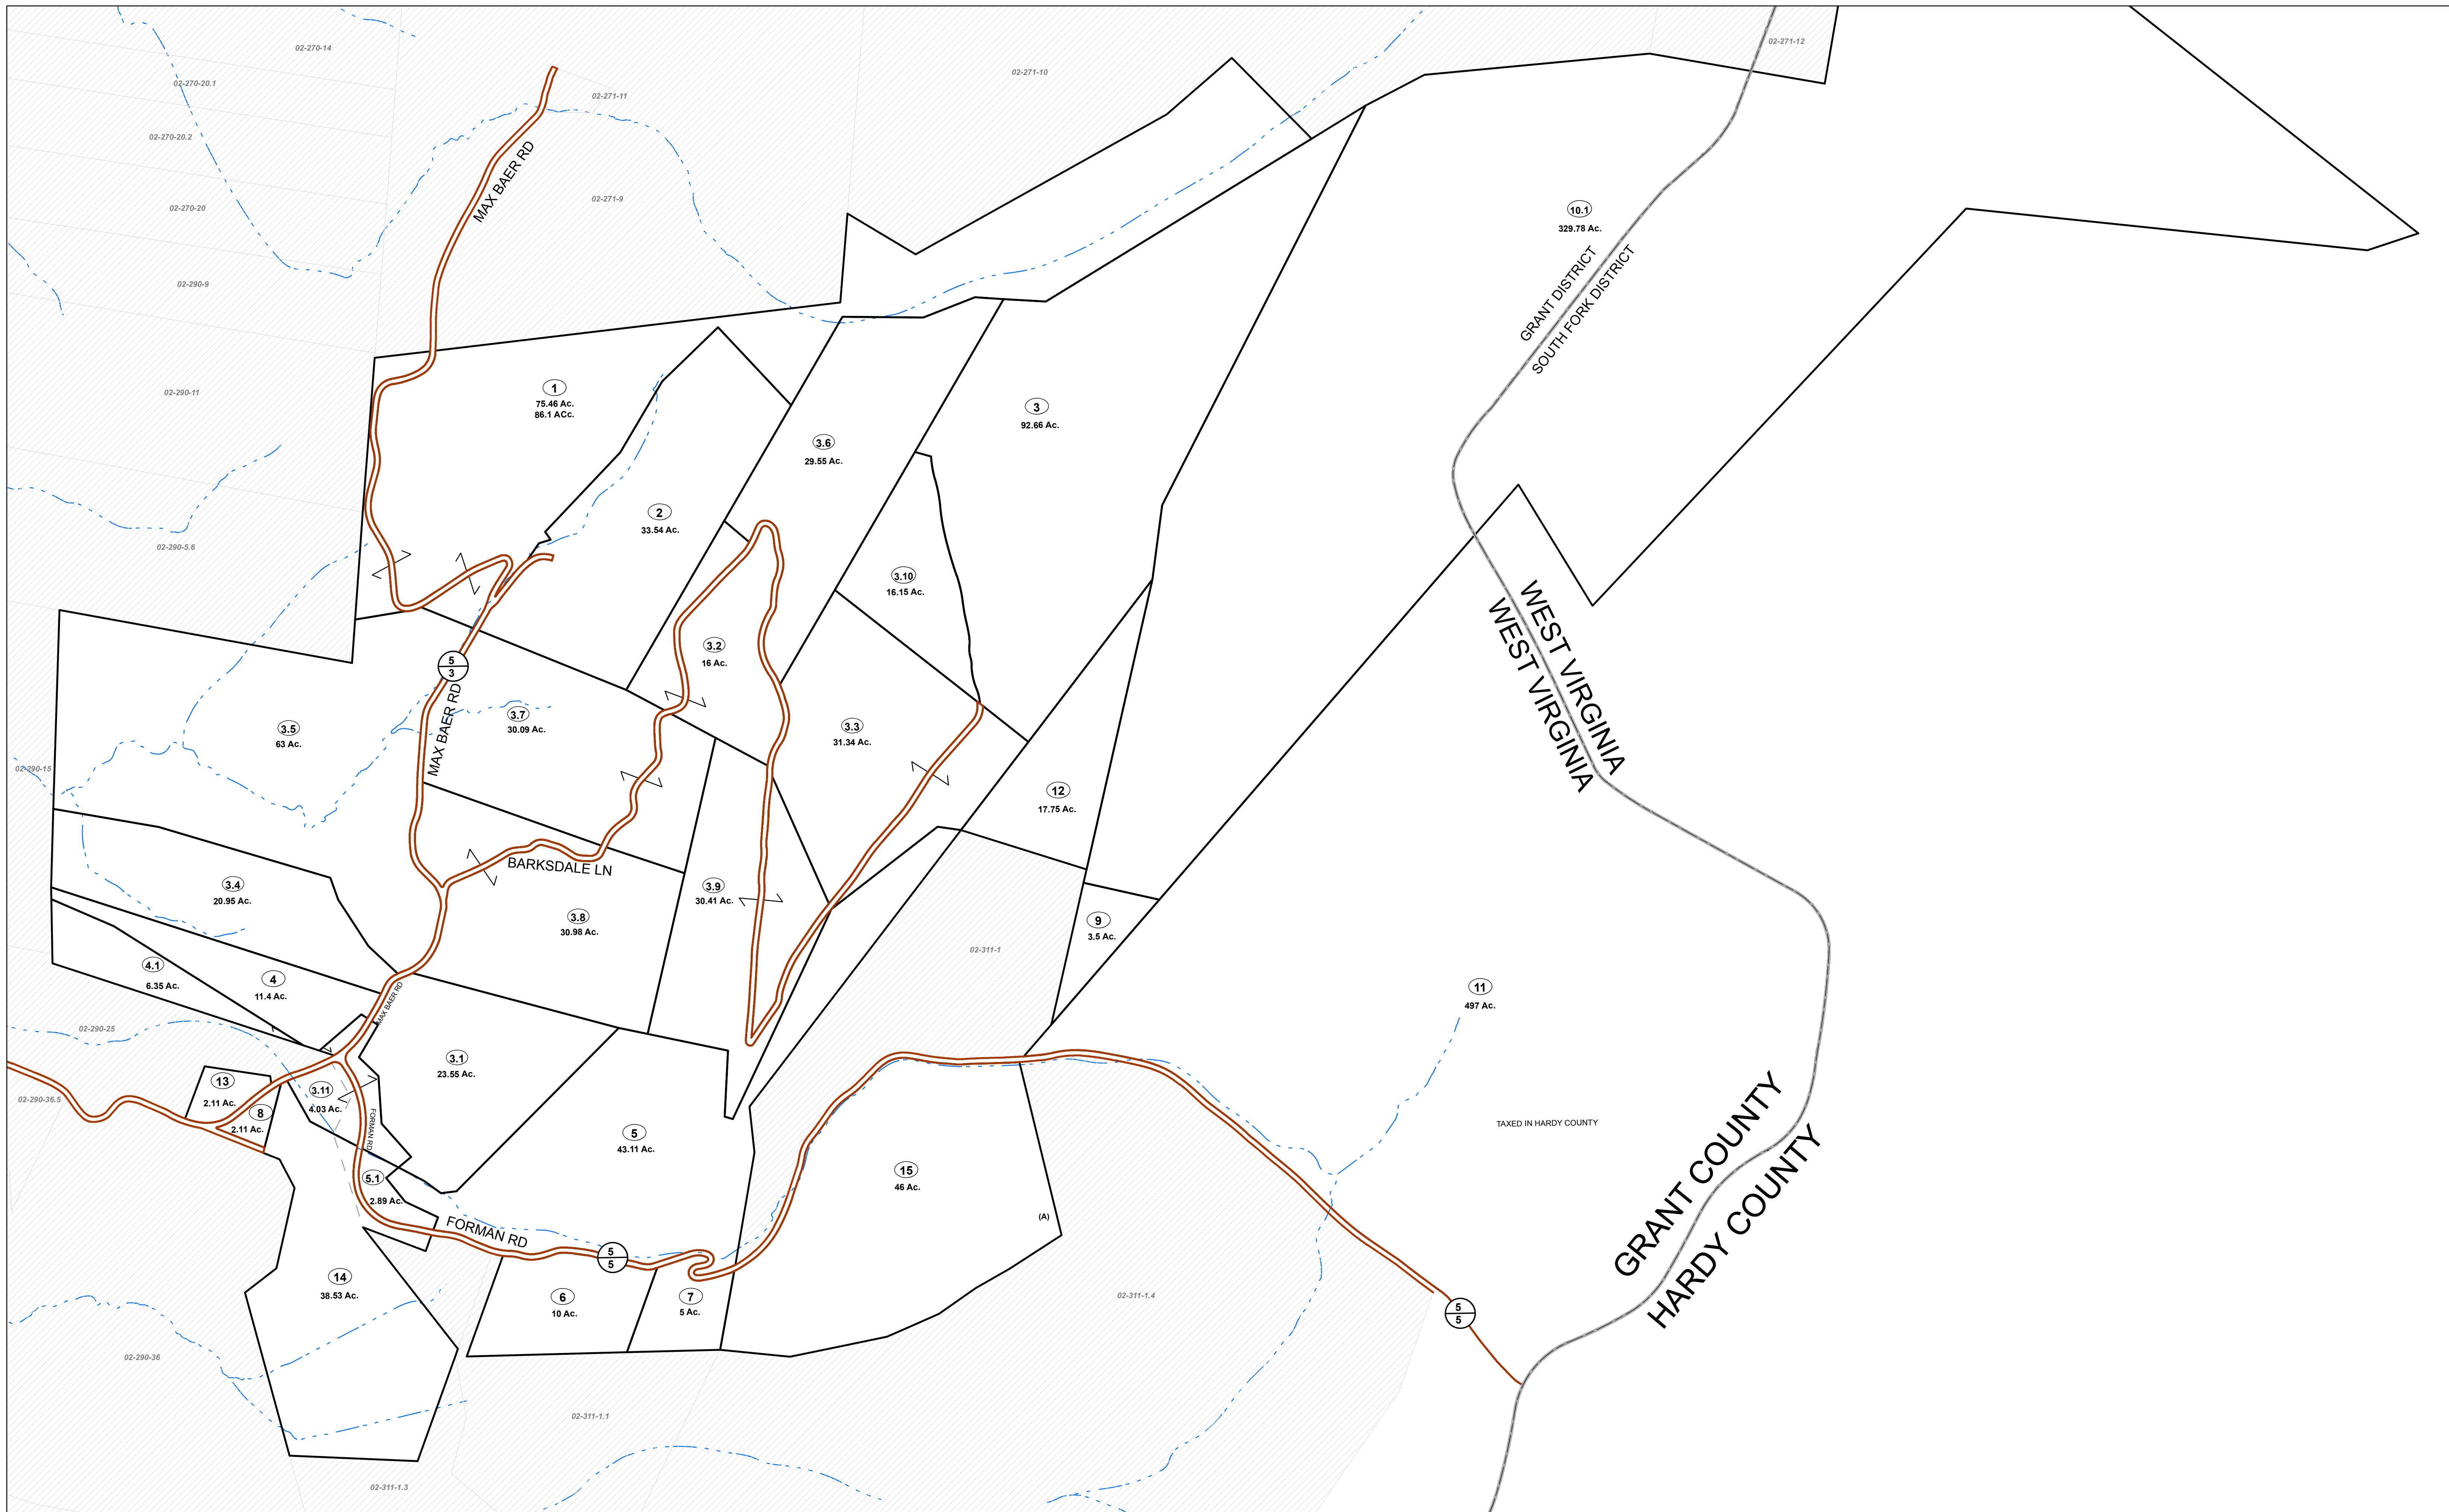 02-270-14
02-271-12
02-271-10
02-270-20.1
02-271-11
02-270-20.2
MAX BAER RD
02-271-9
02-270-20
10.1
329.78 Ac.
GRANT DISTRICT
SOUTH FORK DISTRICT
02-290-9
02-290-11
1
75.46 Ac.
86.1 ACc.
3
92.66 Ac.
3.6
29.55 Ac.
2
33.54 Ac.
02-290-5.6
3.10
16.15 Ac.
WEST VIRGINIA
WEST VIRGINIA
3.2
16 Ac.
5
3
MAX BAER RD
3.7
30.09 Ac.
3.5
63 Ac.
3.3
31.34 Ac.
02-290-15
12
17.75 Ac.
BARKSDALE LN
3.4
20.95 Ac.
3.9
30.41 Ac.
3.8
30.98 Ac.
9
3.5 Ac.
02-311-1
4.1
6.35 Ac.
4
11.4 Ac.
MAX BAER RD
11
497 Ac.
02-290-25
3.1
23.55 Ac.
13
2.11 Ac.
3.11
4.03 Ac.
02-290-36.5
8
2.11 Ac.
FORMAN RD
TAXED IN HARDY COUNTY
5
43.11 Ac.
GRANT COUNTY
HARDY COUNTY
15
46 Ac.
5.1
2.89 Ac.
(A)
FORMAN RD
5
5
14
38.53 Ac.
6
10 Ac.
7
5 Ac.
02-311-1.4
5
5
02-290-36
02-311-1.1
02-311-1.3